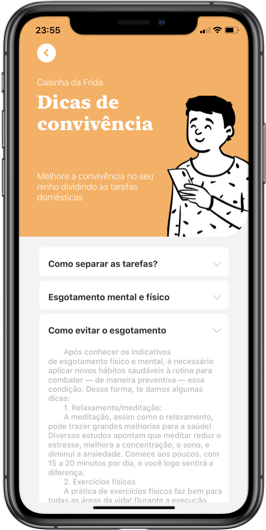 23:55
Casinha da Frida
Dicas de
convivência
Melhore a convivência no seu
ninho dividindo as tarefas
domésticas
Como separar as tarefas?
Esgotamento mental e físico
Como evitar o esgotamento
Após conhecer os indicativos
de esgotamento físico e mental, é necessário
aplicar novos hábitos saudáveis à rotina para
combater — de maneira preventiva — essa
condição. Dessa forma, te damos algumas
dicas:
1. Relaxamento/meditação:
A meditação, assim como o relaxamento,
pode trazer grandes melhorias para a saúde!
Diversos estudos apontam que meditar reduz o
estresse, melhora a concentração, o sono, e
diminui a ansiedade. Comece aos poucos, com
15 a 20 minutos por dia, e você logo sentirá a
diferença.
2. Exercícios físicos
A prática de exercícios físicos faz bem para
todas as áreas da vida! Durante a execução